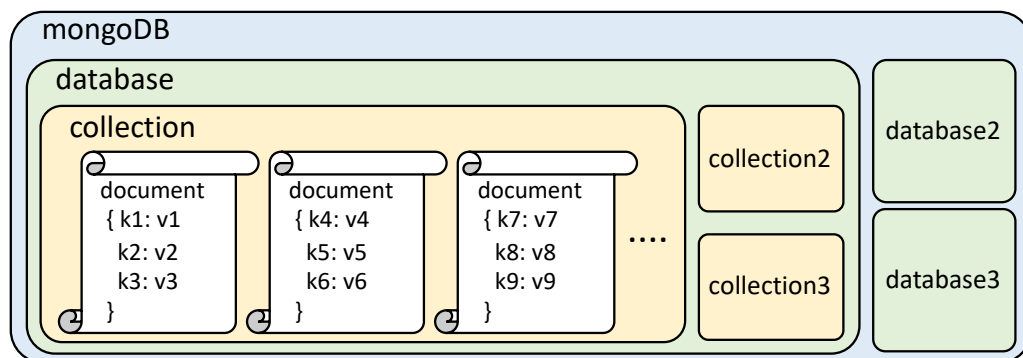 mongoDB
database
collection
document
{ k1: v1
k2: v2
k3: v3
}
document
{ k4: v4
k5: v5
k6: v6
}
document
{ k7: v7
k8: v8
k9: v9
}
....
collection2
collection3
database2
database3